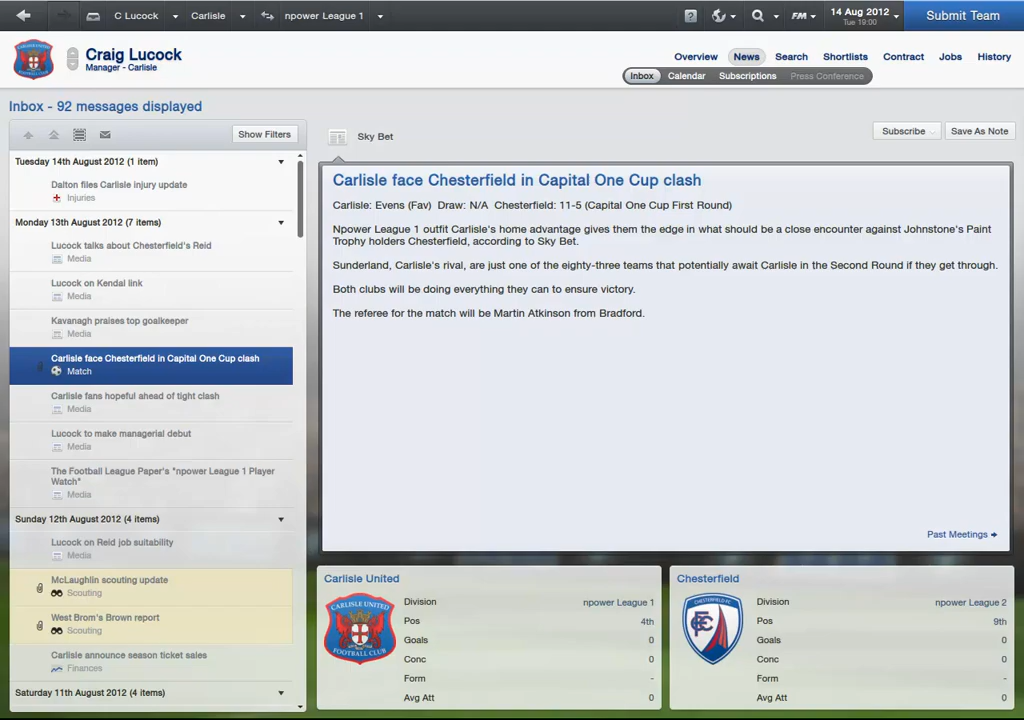 C Lucock
Carlisle
npower League 1
?
FM
14 Aug 2012
Tue 19:00
Submit Team
Craig Lucock
Manager - Carlisle
Overview
News
Search
Shortlists
Contract
Jobs
History
Inbox
Calendar
Subscriptions
Press Conference
Inbox - 92 messages displayed
Show Filters
Tuesday 14th August 2012 (1 item)
Dalton files Carlisle injury update
Injuries
Monday 13th August 2012 (7 items)
Lucock talks about Chesterfield's Reid
Media
Lucock on Kendal link
Media
Kavanagh praises top goalkeeper
Media
Carlisle face Chesterfield in Capital One Cup clash
Match
Carlisle fans hopeful ahead of tight clash
Media
Lucock to make managerial debut
Media
The Football League Paper's "npower League 1 Player
Watch"
Media
Sunday 12th August 2012 (4 items)
Lucock on Reid job suitability
Media
McLaughlin scouting update
Scouting
West Brom's Brown report
Scouting
Carlisle announce season ticket sales
Finances
Saturday 11th August 2012 (4 items)
Sky Bet
Subscribe
Save As Note
Carlisle face Chesterfield in Capital One Cup clash
Carlisle: Evens (Fav) Draw: N/A Chesterfield: 11-5 (Capital One Cup First Round)
Npower League 1 outfit Carlisle's home advantage gives them the edge in what should be a close encounter against Johnstone's Paint
Trophy holders Chesterfield, according to Sky Bet.
Sunderland, Carlisle's rival, are just one of the eighty-three teams that potentially await Carlisle in the Second Round if they get through.
Both clubs will be doing everything they can to ensure victory.
The referee for the match will be Martin Atkinson from Bradford.
Past Meetings
Carlisle United
CARLISLE UNITED
FOOTBALL CLUB
Division npower League 1
Pos 4th
Goals 0
Conc 0
Form -
Avg Att 0
Chesterfield
CHESTERFIELD FC
Division npower League 2
Pos 9th
Goals 0
Conc 0
Form -
Avg Att 0